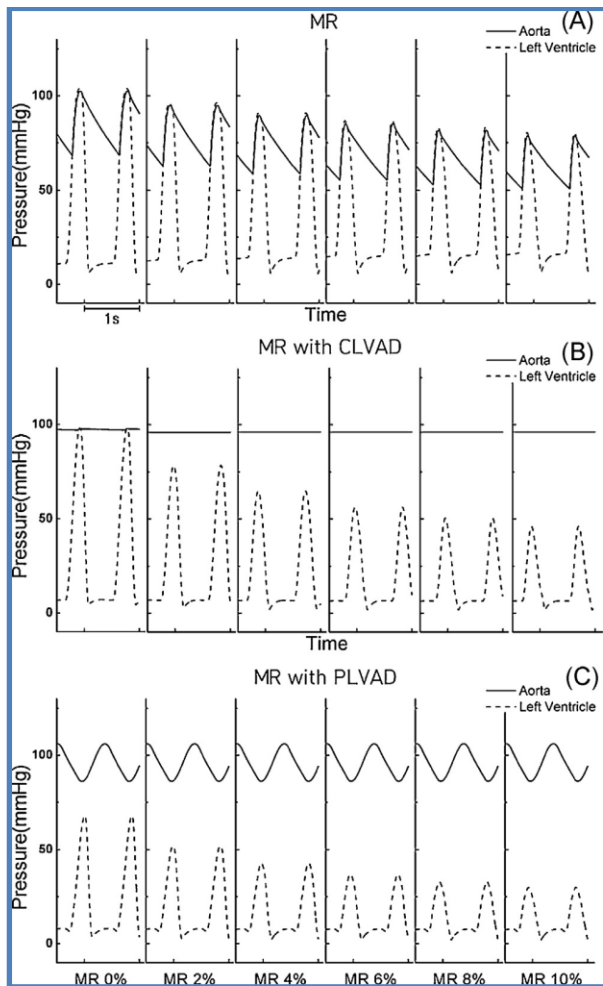 MR
(A)
Aorta
Left Ventricle
Pressure(mmHg)
100
50
0
1s
Time
MR with CLVAD
(B)
Aorta
Left Ventricle
Pressure(mmHg)
100
50
0
Time
MR with PLVAD
(C)
Aorta
Left Ventricle
Pressure(mmHg)
100
50
0
MR 0% MR 2% MR 4% MR 6% MR 8% MR 10%